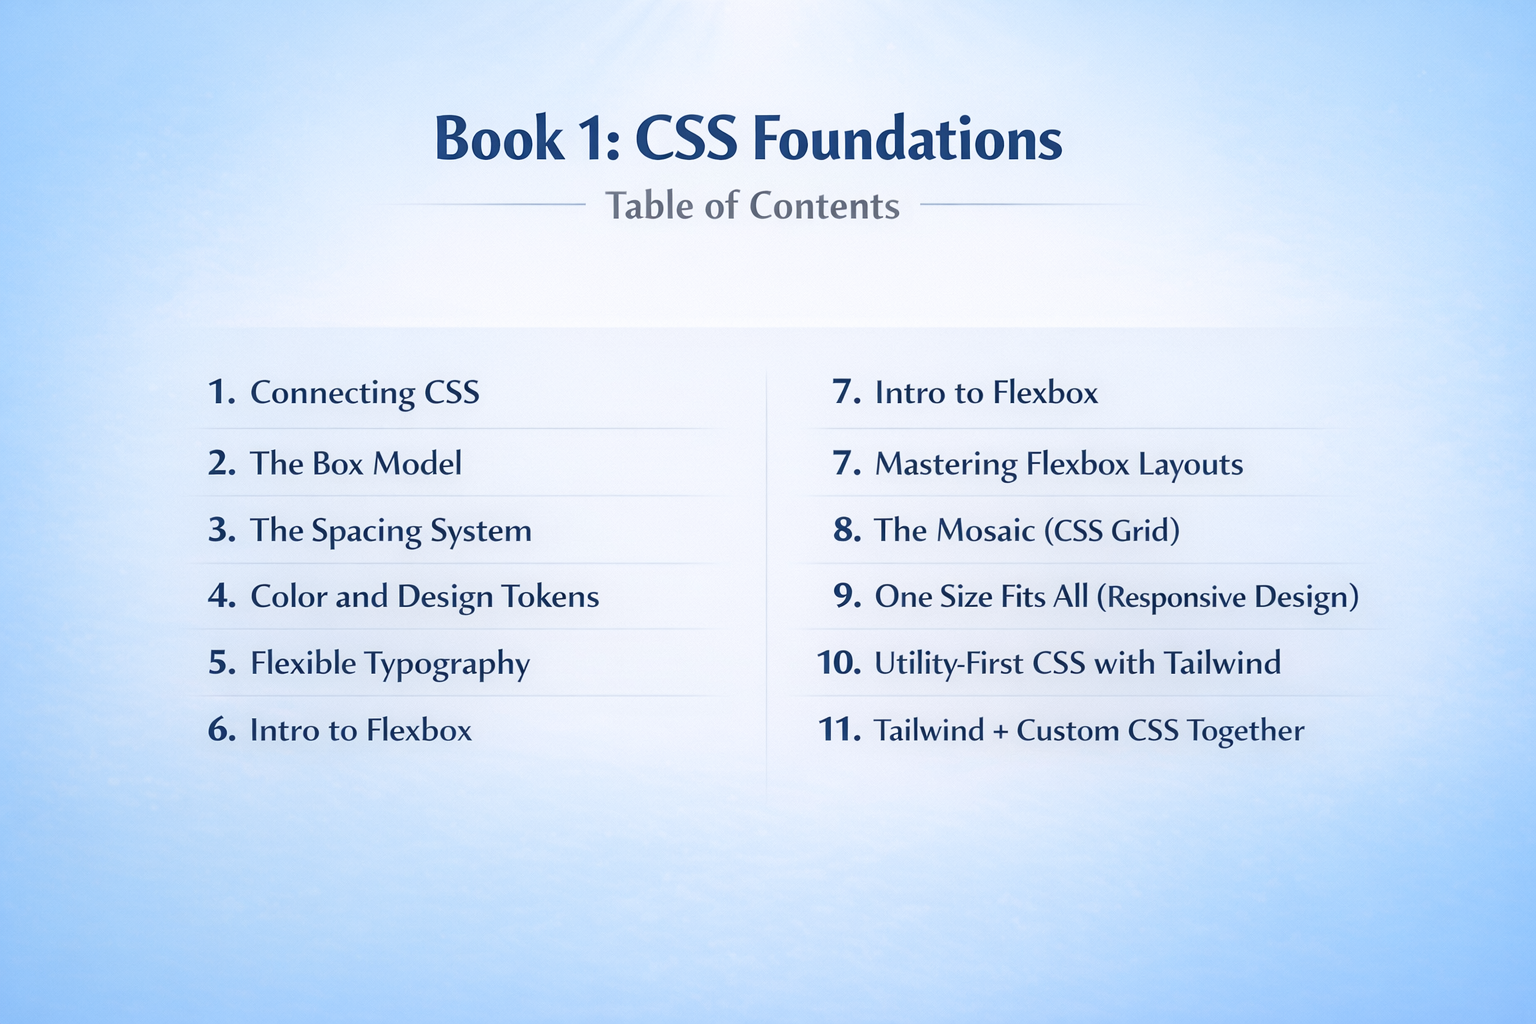 Book 1: CSS Foundations
Table of Contents
1. Connecting CSS
2. The Box Model
3. The Spacing System
4. Color and Design Tokens
5. Flexible Typography
6. Intro to Flexbox
7. Intro to Flexbox
7. Mastering Flexbox Layouts
8. The Mosaic (CSS Grid)
9. One Size Fits All (Responsive Design)
10. Utility-First CSS with Tailwind
11. Tailwind + Custom CSS Together